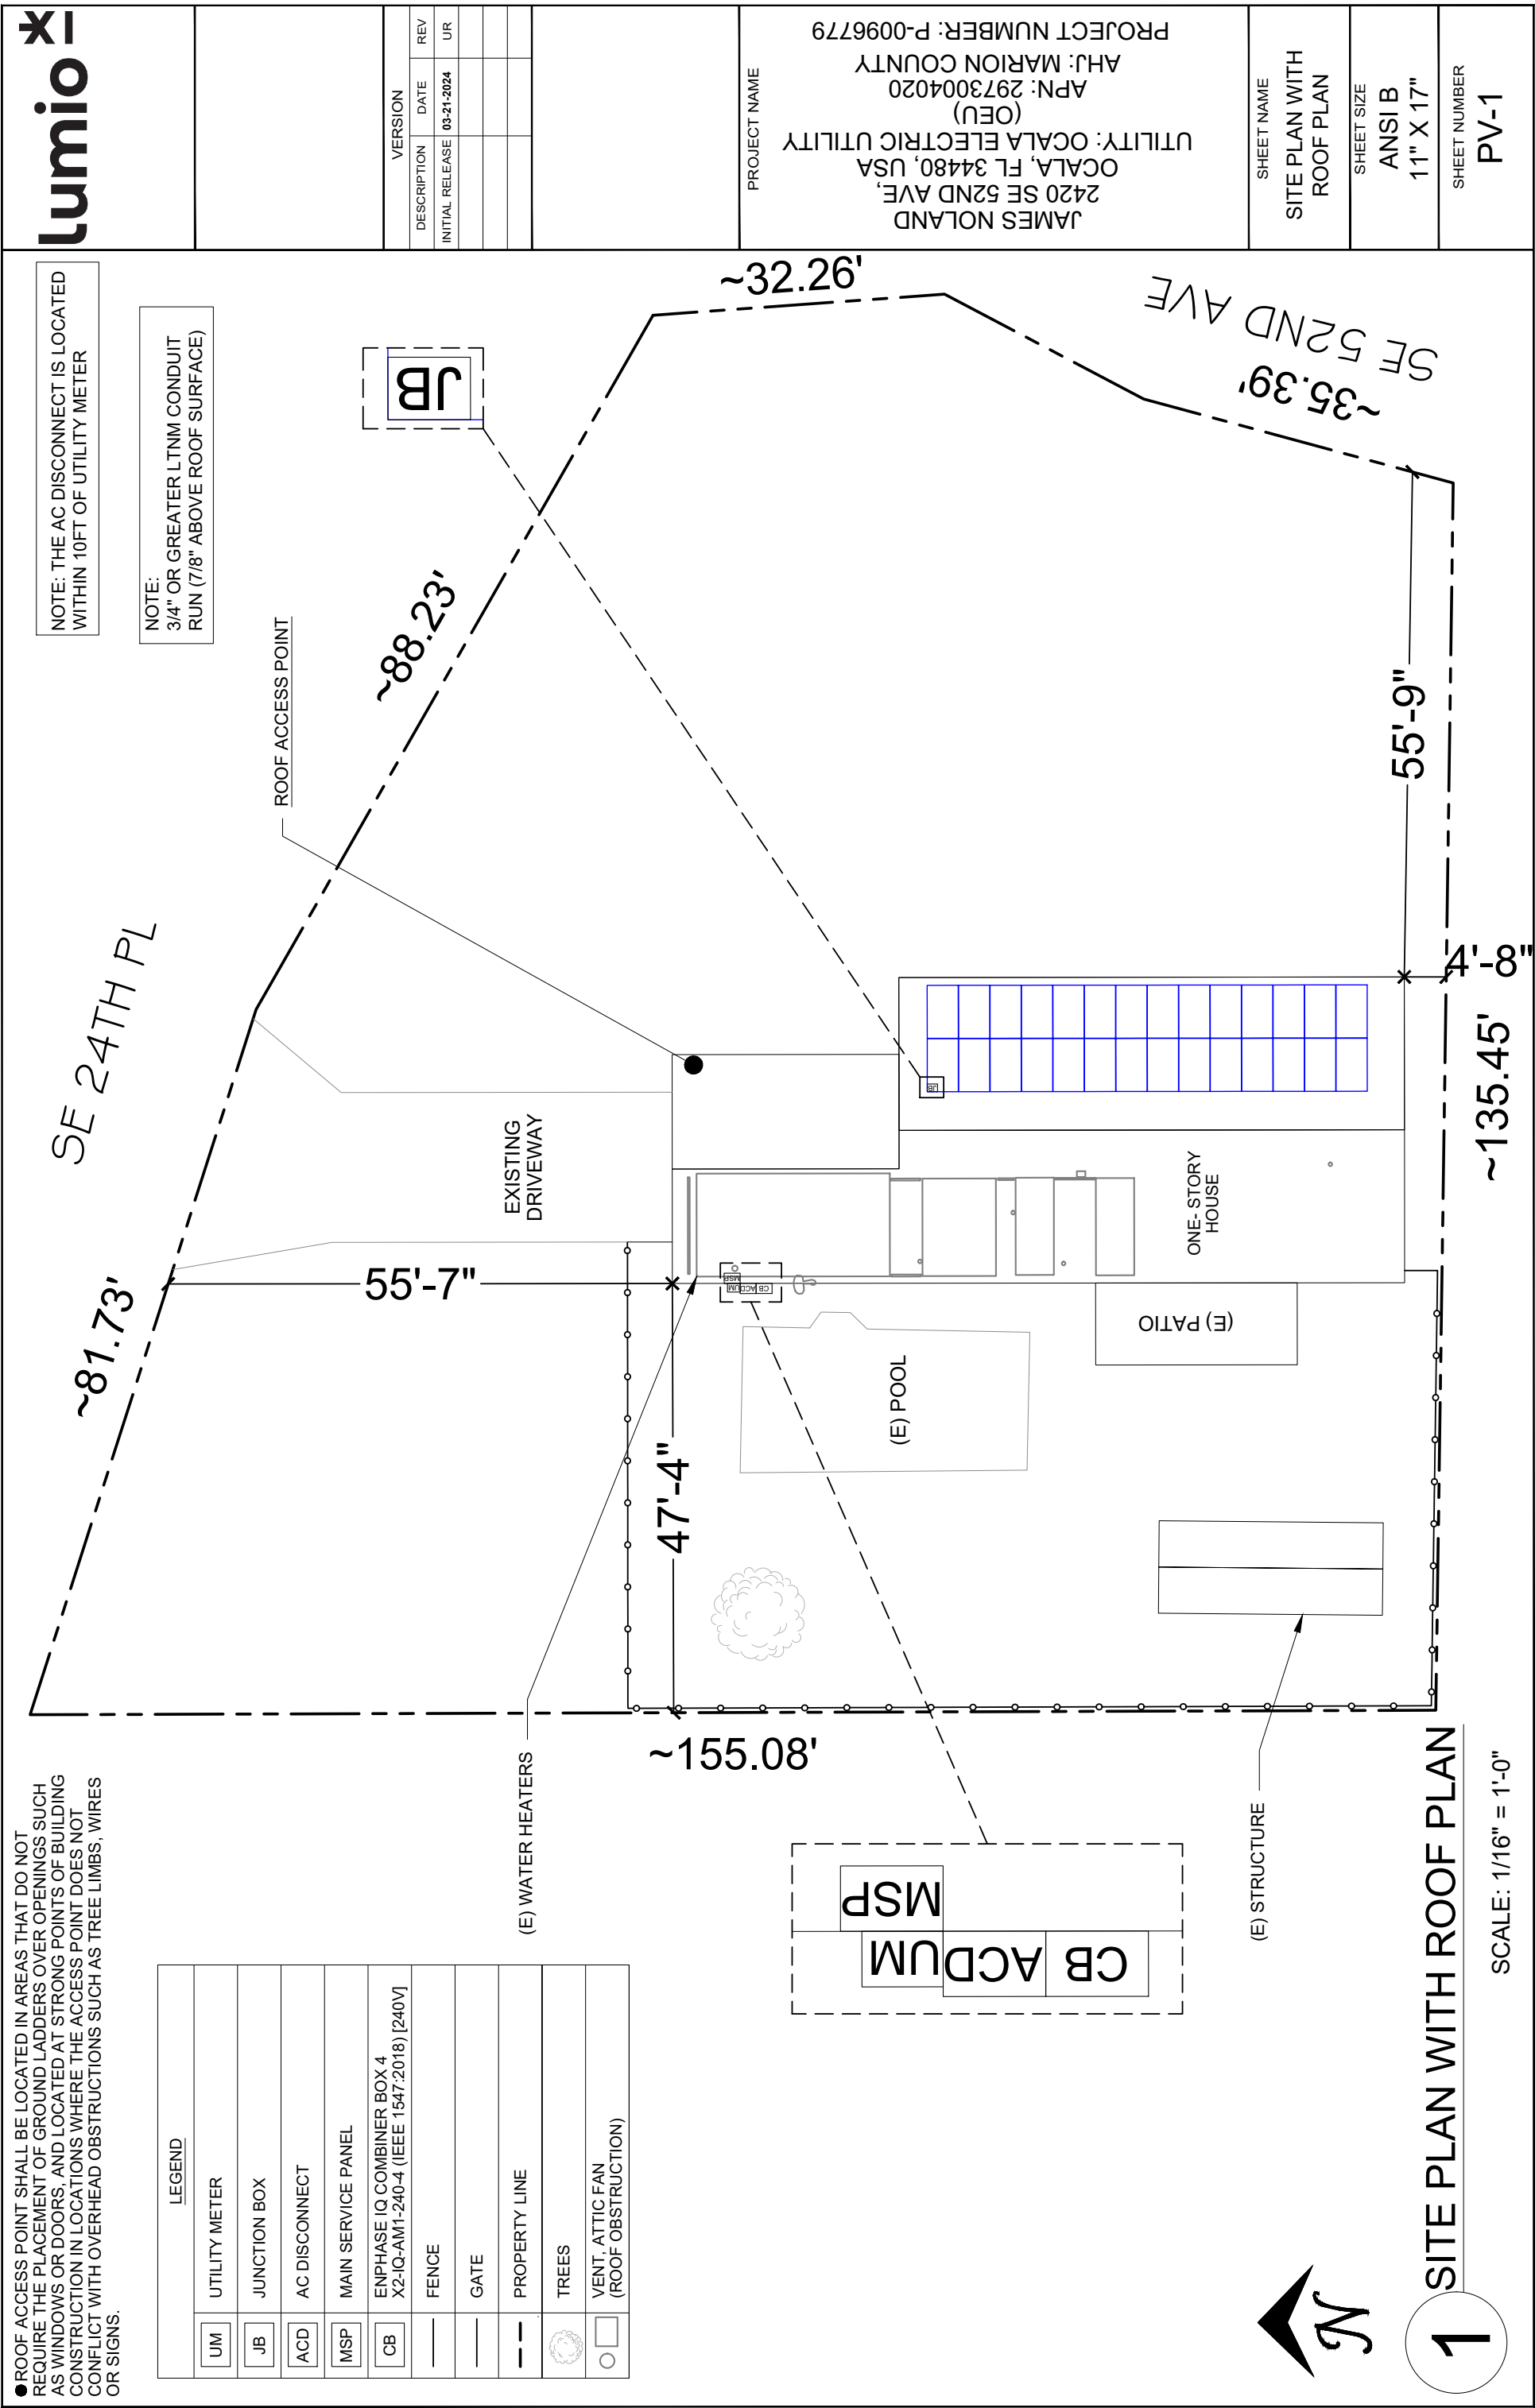 ● ROOF ACCESS POINT SHALL BE LOCATED IN AREAS THAT DO NOT
REQUIRE THE PLACEMENT OF GROUND LADDERS OVER OPENINGS SUCH
AS WINDOWS OR DOORS, AND LOCATED AT STRONG POINTS OF BUILDING
CONSTRUCTION IN LOCATIONS WHERE THE ACCESS POINT DOES NOT
CONFLICT WITH OVERHEAD OBSTRUCTIONS SUCH AS TREE LIMBS, WIRES
OR SIGNS.
LEGEND
UM UTILITY METER
JB JUNCTION BOX
ACD AC DISCONNECT
MSP MAIN SERVICE PANEL
CB ENPHASE IQ COMBINER BOX 4
X2-IQ-AM1-240-4 (IEEE 1547:2018) [240V]
FENCE
GATE
PROPERTY LINE
TREES
VENT, ATTIC FAN
(ROOF OBSTRUCTION)
NOTE: THE AC DISCONNECT IS LOCATED
WITHIN 10FT OF UTILITY METER
NOTE:
3/4" OR GREATER LTNM CONDUIT
RUN (7/8" ABOVE ROOF SURFACE)
SE 24TH PL
~81.73'
~88.23'
ROOF ACCESS POINT
JB
EXISTING
DRIVEWAY
55'-7"
(E) WATER HEATERS
47'-4"
~155.08'
~32.26'
SE 52ND AVE
~35.39'
MSP
UM
ACD
CB
MSP
UM
ACD
CB
JB
(E) POOL
(E) PATIO
ONE- STORY
HOUSE
(E) STRUCTURE
55'-9"
4'-8"
~135.45'
N
1
SITE PLAN WITH ROOF PLAN
SCALE: 1/16" = 1'-0"
lumio
VERSION
DESCRIPTION DATE REV
INITIAL RELEASE 03-21-2024 UR
PROJECT NAME
JAMES NOLAND
2420 SE 52ND AVE,
OCALA, FL 34480, USA
UTILITY: OCALA ELECTRIC UTILITY
(OEU)
APN: 2973004020
AHJ: MARION COUNTY
PROJECT NUMBER: P-0096779
SHEET NAME
SITE PLAN WITH
ROOF PLAN
SHEET SIZE
ANSI B
11" X 17"
SHEET NUMBER
PV-1